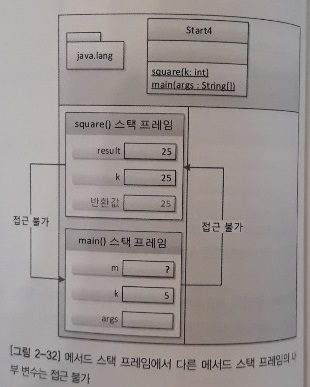 java.lang
Start4
square(k: int)
main(args : String[])
square() 스택 프레임
result 25
k 25
반환값 25
접근 불가
접근 불가
main() 스택 프레임
m ?
k 5
args
[그림 2-32] 메서드 스택 프레임에서 다른 메서드 스택 프레임의 내
부 변수는 접근 불가